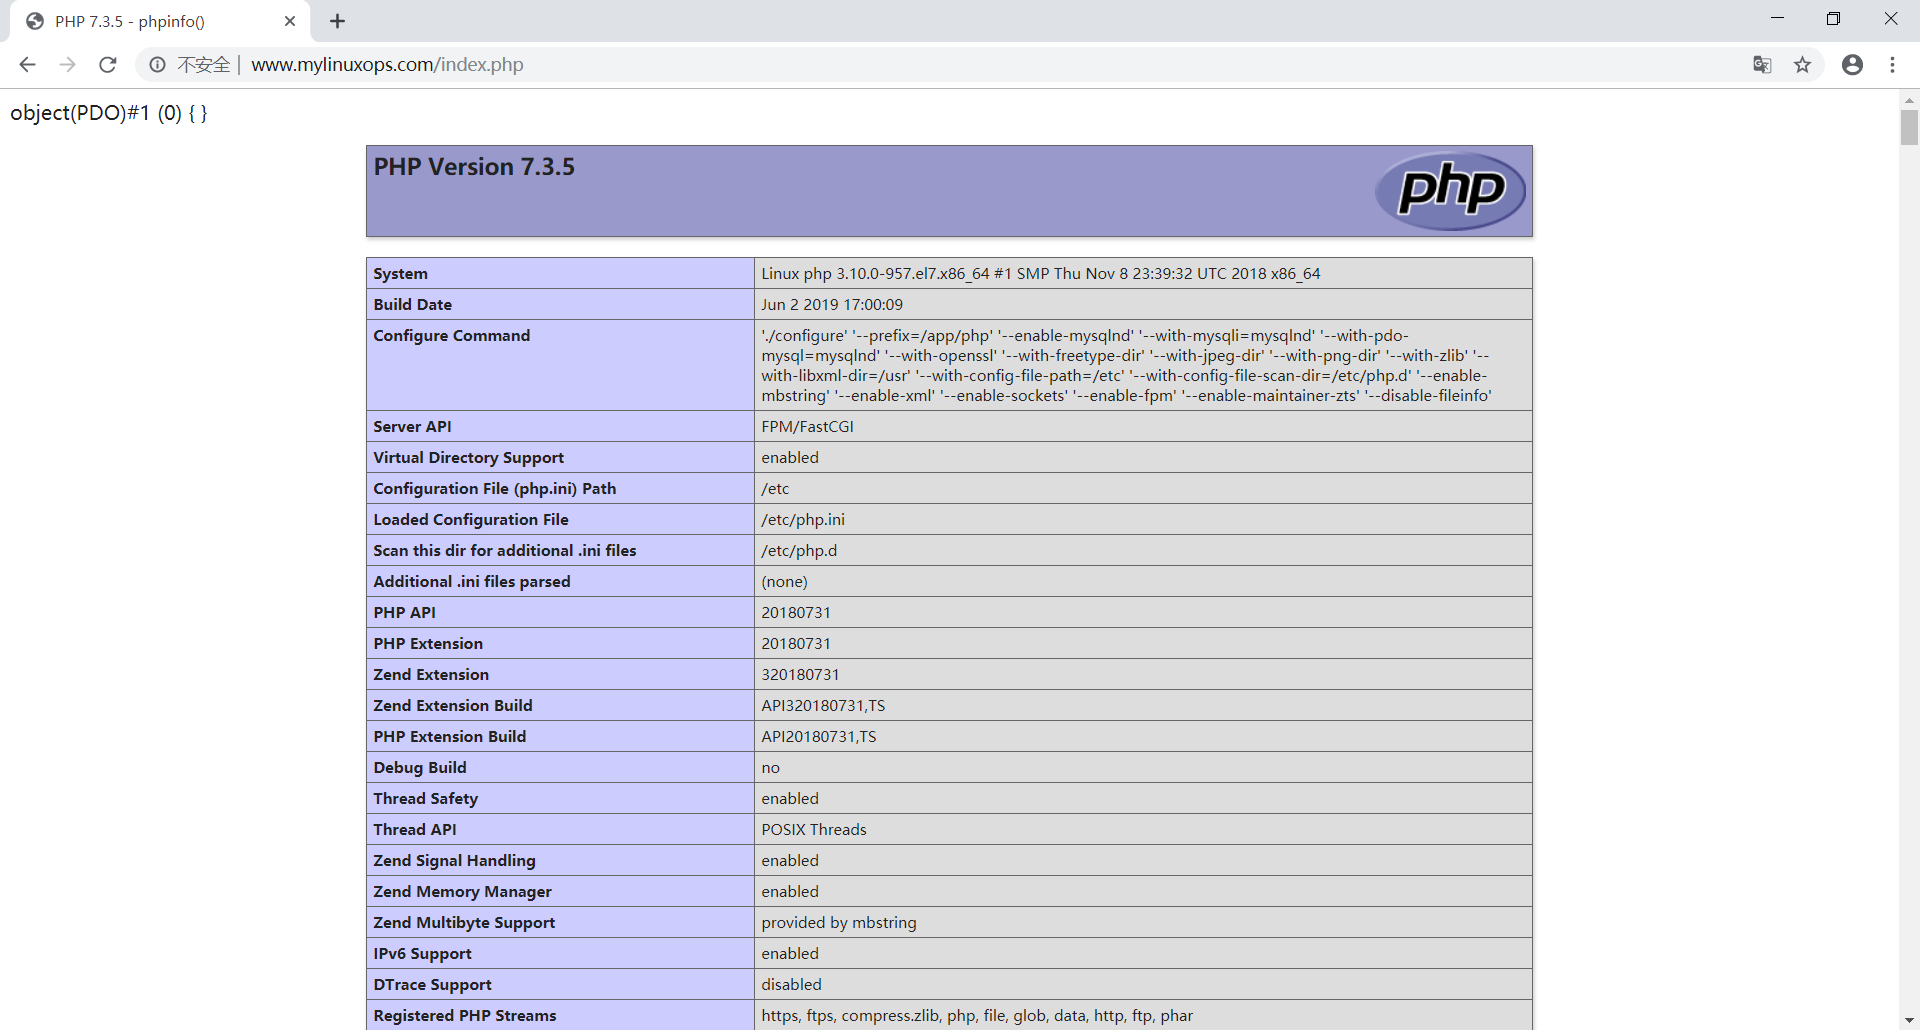 PHP 7.3.5 - phpinfo()
不安全 | www.mylinuxops.com/index.php
object(PDO)#1 (0) { }
PHP Version 7.3.5
php
System Linux php 3.10.0-957.el7.x86_64 #1 SMP Thu Nov 8 23:39:32 UTC 2018 x86_64
Build Date Jun 2 2019 17:00:09
Configure Command './configure' '--prefix=/app/php' '--enable-mysqlnd' '--with-mysqli=mysqlnd' '--with-pdo-
mysql=mysqlnd' '--with-openssl' '--with-freetype-dir' '--with-jpeg-dir' '--with-png-dir' '--with-zlib' '--
with-libxml-dir=/usr' '--with-config-file-path=/etc' '--with-config-file-scan-dir=/etc/php.d' '--enable-
mbstring' '--enable-xml' '--enable-sockets' '--enable-fpm' '--enable-maintainer-zts' '--disable-fileinfo'
Server API FPM/FastCGI
Virtual Directory Support enabled
Configuration File (php.ini) Path /etc
Loaded Configuration File /etc/php.ini
Scan this dir for additional .ini files /etc/php.d
Additional .ini files parsed (none)
PHP API 20180731
PHP Extension 20180731
Zend Extension 320180731
Zend Extension Build API320180731,TS
PHP Extension Build API20180731,TS
Debug Build no
Thread Safety enabled
Thread API POSIX Threads
Zend Signal Handling enabled
Zend Memory Manager enabled
Zend Multibyte Support provided by mbstring
IPv6 Support enabled
DTrace Support disabled
Registered PHP Streams https, ftps, compress.zlib, php, file, glob, data, http, ftp, phar